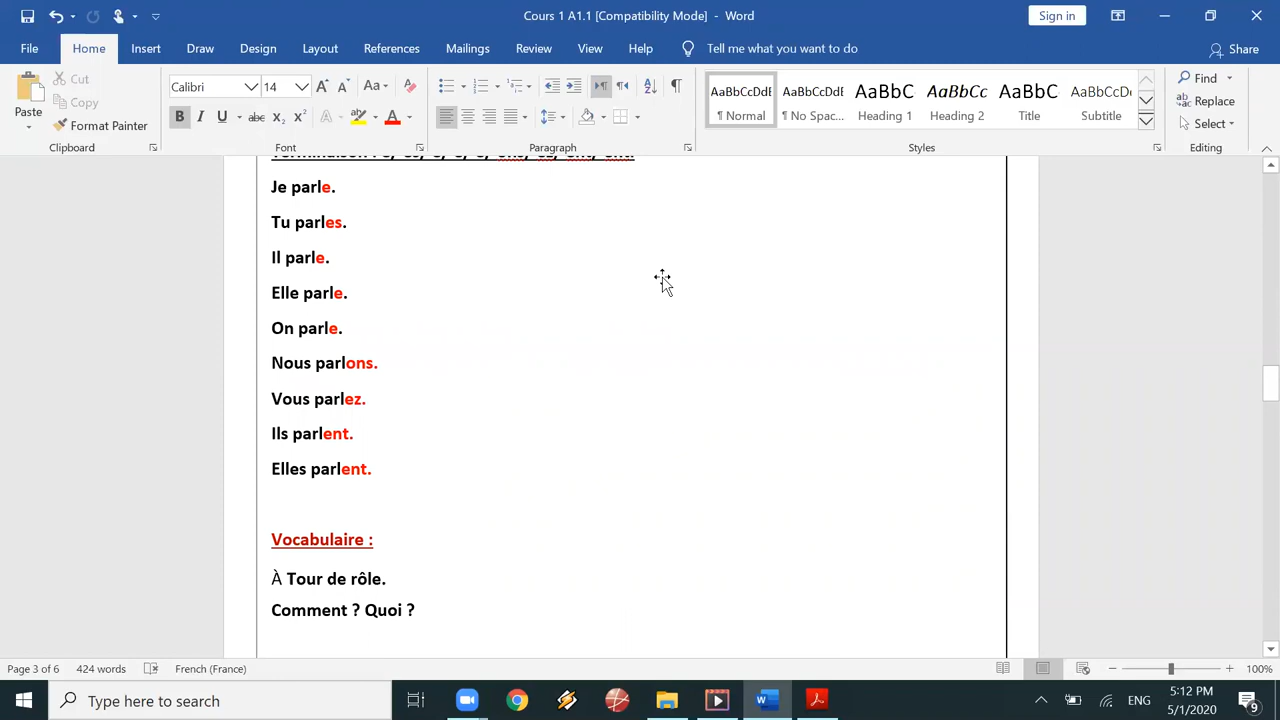 Cours 1 A1.1 [Compatibility Mode] - Word
Sign in
File Home Insert Draw Design Layout References Mailings Review View Help Tell me what you want to do Share
Paste
Cut
Copy
Format Painter
Calibri 14
Find
Replace
Select
AaBbCcDdE ¶ Normal
AaBbCcDdE ¶ No Spac...
AaBbC Heading 1
AaBbCc Heading 2
AaBbC Title
AaBbCcD Subtitle
Clipboard Font Paragraph Styles Editing
Je parle.
Tu parles.
Il parle.
Elle parle.
On parle.
Nous parlons.
Vous parlez.
Ils parlent.
Elles parlent.
Vocabulaire :
À Tour de rôle.
Comment ? Quoi ?
Page 3 of 6 424 words French (France) 100%
Type here to search
ENG
5:12 PM
5/1/2020
9